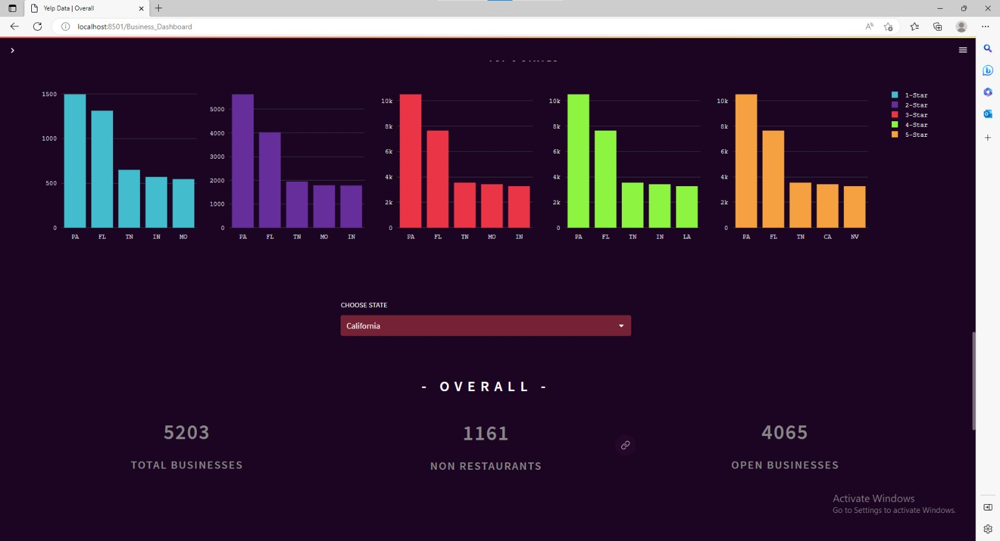 Yelp Data | Overall
localhost:8501/Business_Dashboard
1500
1000
500
0
PA FL TN IN MO
5000
4000
3000
2000
1000
0
PA FL TN MO IN
10k
8k
6k
4k
2k
0
PA FL TN MO IN
10k
8k
6k
4k
2k
0
PA FL TN IN LA
10k
8k
6k
4k
2k
0
PA FL TN CA NV
1-Star
2-Star
3-Star
4-Star
5-Star
CHOOSE STATE
California
- OVERALL -
5203
TOTAL BUSINESSES
1161
NON RESTAURANTS
4065
OPEN BUSINESSES
Activate Windows
Go to Settings to activate Windows.